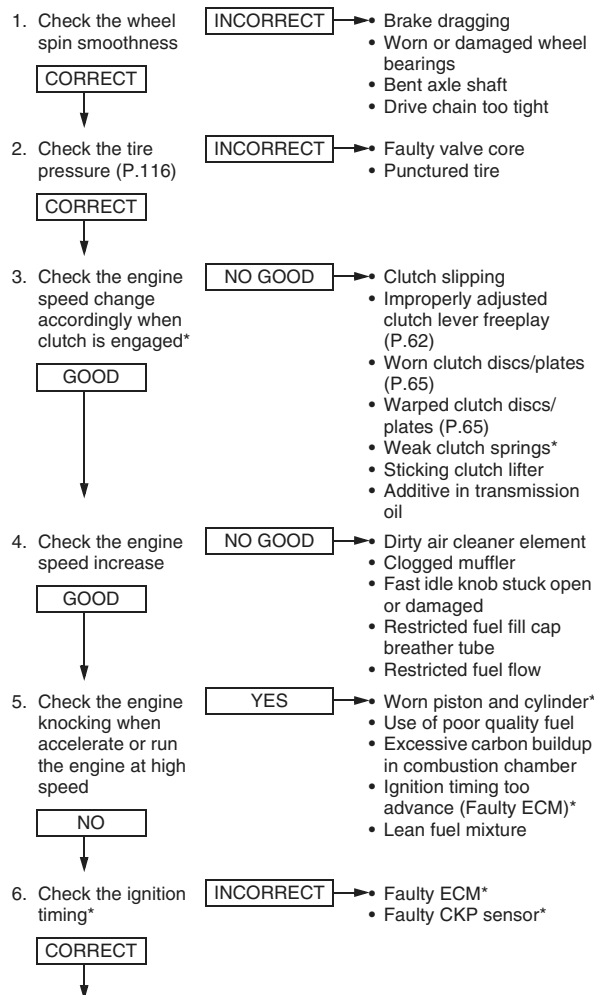 1. Check the wheel
spin smoothness
CORRECT
INCORRECT
• Brake dragging
• Worn or damaged wheel
bearings
• Bent axle shaft
• Drive chain too tight
2. Check the tire
pressure (P.116)
CORRECT
INCORRECT
• Faulty valve core
• Punctured tire
3. Check the engine
speed change
accordingly when
clutch is engaged*
GOOD
NO GOOD
• Clutch slipping
• Improperly adjusted
clutch lever freeplay
(P.62)
• Worn clutch discs/plates
(P.65)
• Warped clutch discs/
plates (P.65)
• Weak clutch springs*
• Sticking clutch lifter
• Additive in transmission
oil
4. Check the engine
speed increase
GOOD
NO GOOD
• Dirty air cleaner element
• Clogged muffler
• Fast idle knob stuck open
or damaged
• Restricted fuel fill cap
breather tube
• Restricted fuel flow
5. Check the engine
knocking when
accelerate or run
the engine at high
speed
NO
YES
• Worn piston and cylinder*
• Use of poor quality fuel
• Excessive carbon buildup
in combustion chamber
• Ignition timing too
advance (Faulty ECM)*
• Lean fuel mixture
6. Check the ignition
timing*
CORRECT
INCORRECT
• Faulty ECM*
• Faulty CKP sensor*